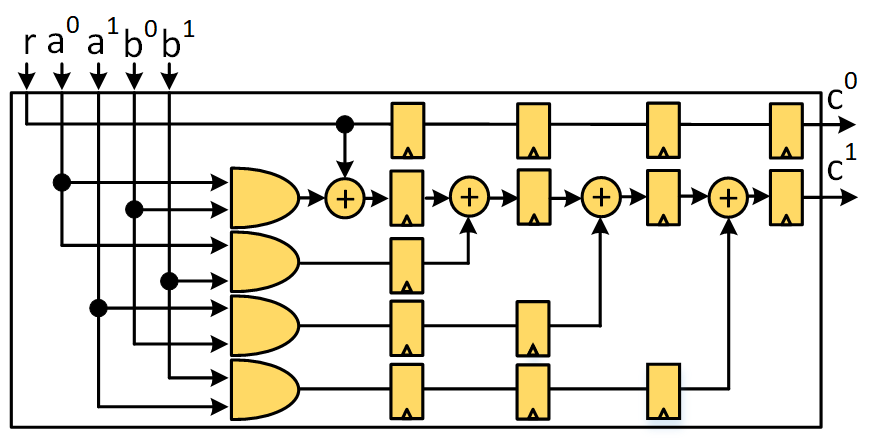 r a⁰ a¹ b⁰ b¹
c⁰
+ + + +
c¹